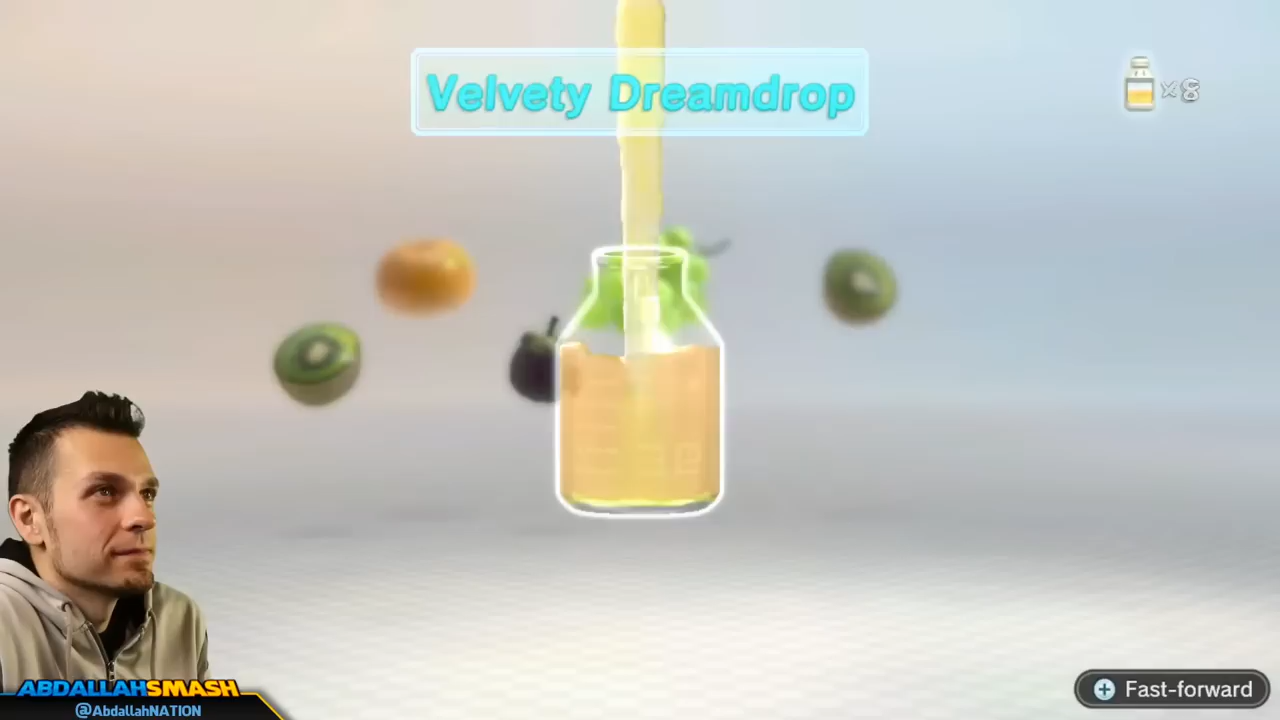 Velvety Dreamdrop
×8
ABDALLAHSMASH
@AbdallahNATION
Fast-forward